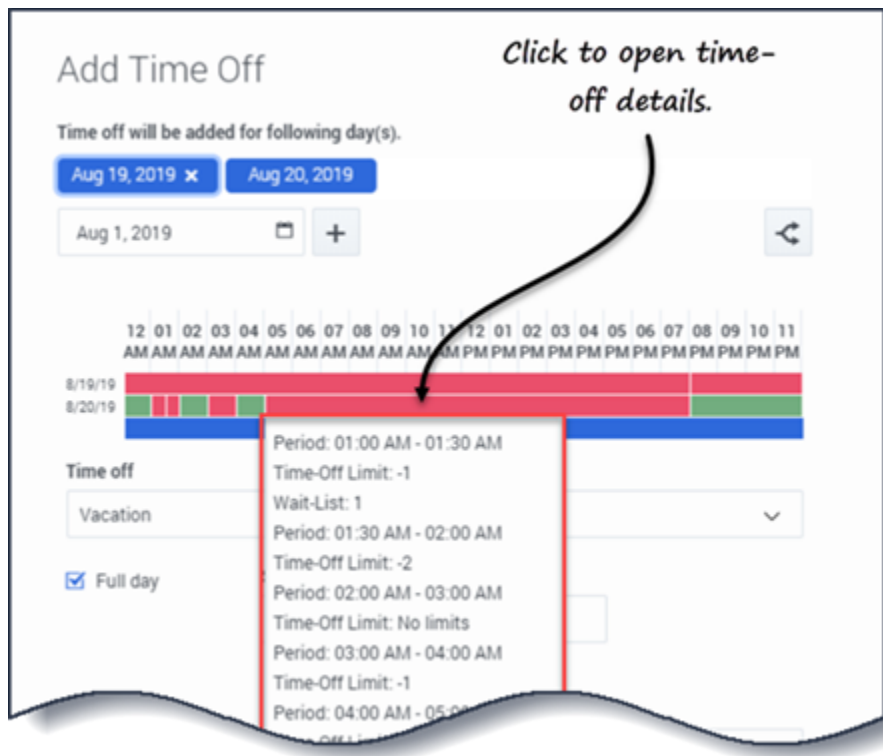 Add Time Off
Click to open time-
off details.
Time off will be added for following day(s).
Aug 19, 2019 × Aug 20, 2019
Aug 1, 2019 +
12 01 02 03 04 05 06 07 08 09 10 11 12 01 02 03 04 05 06 07 08 09 10 11
AM AM AM AM AM AM AM AM AM AM AM AM PM PM PM PM PM PM PM PM PM PM PM PM
8/19/19
8/20/19
Time off
Vacation
Full day
Period: 01:00 AM - 01:30 AM
Time-Off Limit: -1
Wait-List: 1
Period: 01:30 AM - 02:00 AM
Time-Off Limit: -2
Period: 02:00 AM - 03:00 AM
Time-Off Limit: No limits
Period: 03:00 AM - 04:00 AM
Time-Off Limit: -1
Period: 04:00 AM - 05: